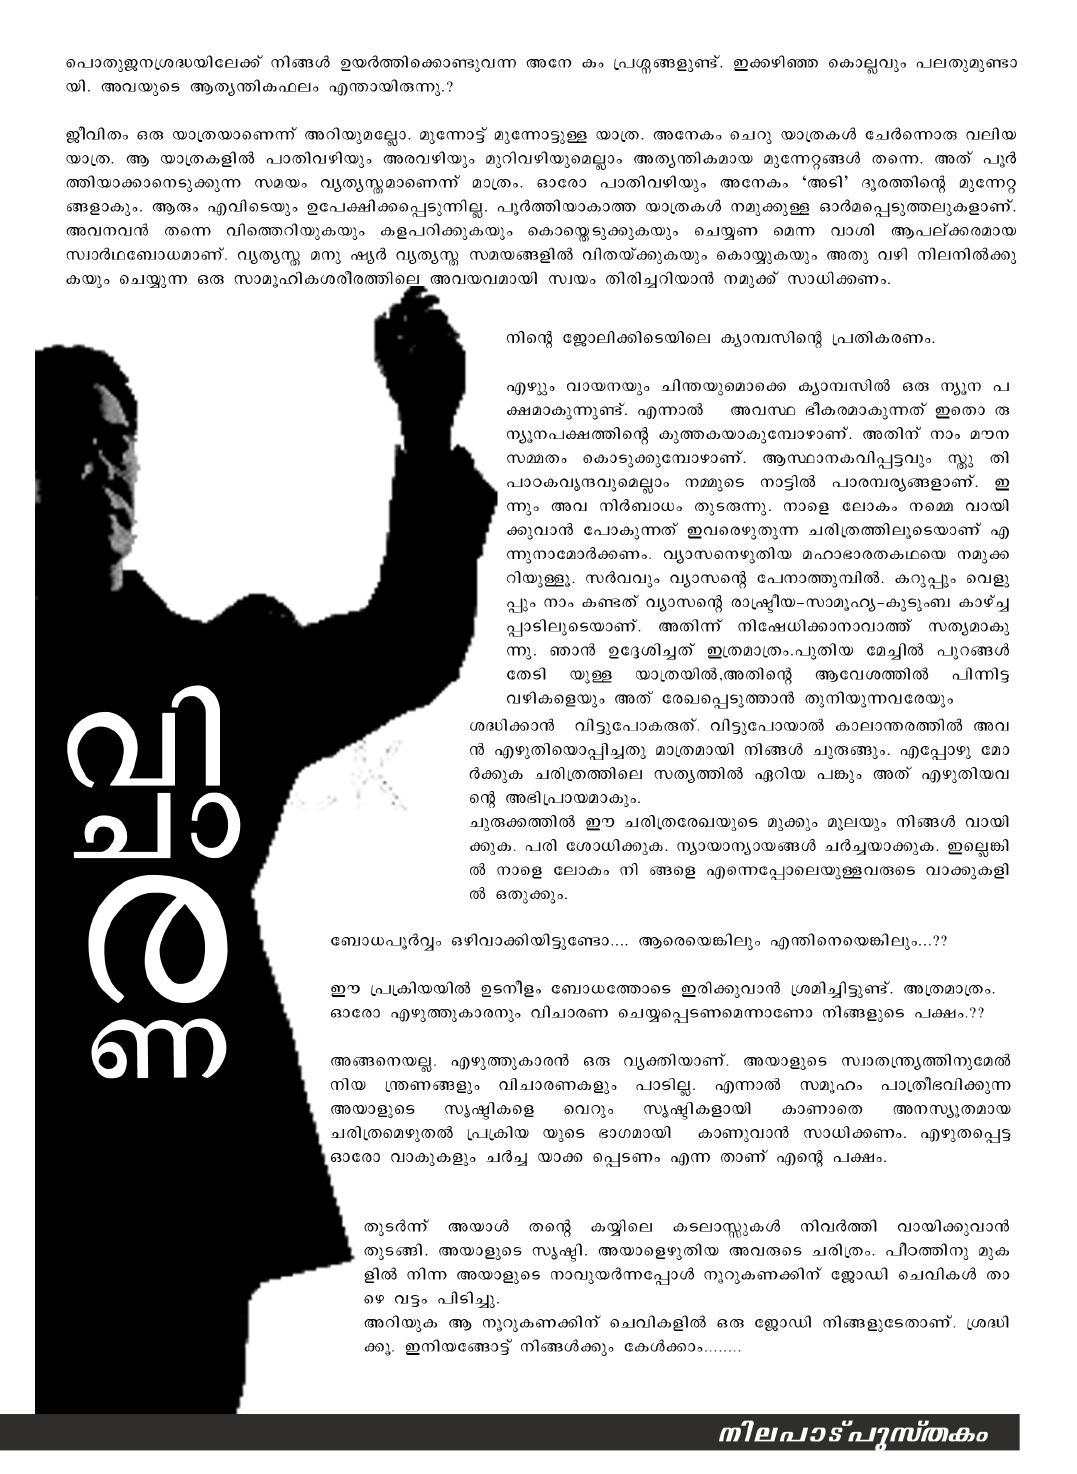 പൊതുജനശ്രദ്ധയിലേക്ക് നിങ്ങൾ ഉയർത്തിക്കൊണ്ടുവന്ന അനേ കം പ്രശ്നങ്ങളുണ്ട്. ഇക്കഴിഞ്ഞ കൊല്ലവും പലതുമുണ്ടാ
യി. അവയുടെ ആത്യന്തികഫലം എന്തായിരുന്നു.?
ജീവിതം ഒരു യാത്രയാണെന്ന് അറിയുമല്ലോ. മുന്നോട്ട് മുന്നോട്ടുള്ള യാത്ര. അനേകം ചെറു യാത്രകൾ ചേർന്നൊരു വലിയ
യാത്ര. ആ യാത്രകളിൽ പാതിവഴിയും അരവഴിയും മുറിവഴിയുമെല്ലാം അത്യന്തികമായ മുന്നേറ്റങ്ങൾ തന്നെ. അത് പൂർ
ത്തിയാക്കാനെടുക്കുന്ന സമയം വ്യത്യസ്തമാണെന്ന് മാത്രം. ഓരോ പാതിവഴിയും അനേകം ‘അടി’ ദൂരത്തിന്റെ മുന്നേറ്റ
ങ്ങളാകും. ആരും എവിടെയും ഉപേക്ഷിക്കപ്പെടുന്നില്ല. പൂർത്തിയാകാത്ത യാത്രകൾ നമുക്കുള്ള ഓർമപ്പെടുത്തലുകളാണ്.
അവനവൻ തന്നെ വിത്തെറിയുകയും കളപറിക്കുകയും കൊയ്തെടുക്കുകയും ചെയ്യണ മെന്ന വാശി ആപല്ക്കരമായ
സ്വാർഥബോധമാണ്. വ്യത്യസ്ത മനു ഷ്യർ വ്യത്യസ്ത സമയങ്ങളിൽ വിതയ്ക്കുകയും കൊയ്യുകയും അതു വഴി നിലനിൽക്കു
കയും ചെയ്യുന്ന ഒരു സാമൂഹികശരീരത്തിലെ അവയവമായി സ്വയം തിരിച്ചറിയാൻ നമുക്ക് സാധിക്കണം.
നിന്റെ ജോലിക്കിടെയിലെ ക്യാമ്പസിന്റെ പ്രതികരണം.
എഴുും വായനയും ചിന്തയുമൊക്കെ ക്യാമ്പസിൽ ഒരു ന്യൂന പ
ക്ഷമാകുന്നുണ്ട്. എന്നാൽ അവസ്ഥ ഭീകരമാകുന്നത് ഇതൊ രു
ന്യൂനപക്ഷത്തിന്റെ കുത്തകയാകുമ്പോഴാണ്. അതിന് നാം മൗന
സമ്മതം കൊടുക്കുമ്പോഴാണ്. ആസ്ഥാനകവിപ്പട്ടവും സ്തു തി
പാഠകവൃന്ദവുമെല്ലാം നമ്മുടെ നാട്ടിൽ പാരമ്പര്യങ്ങളാണ്. ഇ
ന്നും അവ നിർബാധം തുടരുന്നു. നാളെ ലോകം നമ്മെ വായി
ക്കുവാൻ പോകുന്നത് ഇവരെഴുതുന്ന ചരിത്രത്തിലൂടെയാണ് എ
ന്നുനാമോർക്കണം. വ്യാസനെഴുതിയ മഹാഭാരതകഥയെ നമുക്ക
റിയുള്ളൂ. സർവവും വ്യാസന്റെ പേനാത്തുമ്പിൽ. കറുപ്പും വെളു
പ്പും നാം കണ്ടത് വ്യാസന്റെ രാഷ്ട്രീയ-സാമൂഹ്യ-കുടുംബ കാഴ്ച്ച
പ്പാടിലുടെയാണ്. അതിന്ന് നിഷേധിക്കാനാവാത്ത് സത്യമാകു
ന്നു. ഞാൻ ഉദ്ദേശിച്ചത് ഇത്രമാത്രം.പുതിയ മേച്ചിൽ പുറങ്ങൾ
തേടി യുള്ള യാത്രയിൽ,അതിന്റെ ആവേശത്തിൽ പിന്നിട്ട
വഴികളെയും അത് രേഖപ്പെടുത്താൻ തുനിയുന്നവരേയും
ശദ്ധിക്കാൻ വിട്ടുപോകരുത്. വിട്ടുപോയാൽ കാലാന്തരത്തിൽ അവ
ൻ എഴുതിയൊപ്പിച്ചതു മാത്രമായി നിങ്ങൾ ചുരുങ്ങും. എപ്പോഴു മോ
ർക്കുക ചരിത്രത്തിലെ സത്യത്തിൽ ഏറിയ പങ്കും അത് എഴുതിയവ
ന്റെ അഭിപ്രായമാകും.
ചുരുക്കത്തിൽ ഈ ചരിത്രരേഖയുടെ മുക്കും മൂലയും നിങ്ങൾ വായി
ക്കുക. പരി ശോധിക്കുക. ന്യായാന്യായങ്ങൾ ചർച്ചയാക്കുക. ഇല്ലെങ്കി
ൽ നാളെ ലോകം നി ങ്ങളെ എന്നെപ്പോലെയുള്ളവരുടെ വാക്കുകളി
ൽ ഒതുക്കും.
ബോധപൂർവ്വം ഒഴിവാക്കിയിട്ടുണ്ടോ.... ആരെയെങ്കിലും എന്തിനെയെങ്കിലും...??
ഈ പ്രക്രിയയിൽ ഉടനീളം ബോധത്തോടെ ഇരിക്കുവാൻ ശ്രമിച്ചിട്ടുണ്ട്. അത്രമാത്രം.
ഓരോ എഴുത്തുകാരനും വിചാരണ ചെയ്യപ്പെടണമെന്നാണോ നിങ്ങളുടെ പക്ഷം.??
അങ്ങനെയല്ല. എഴുത്തുകാരൻ ഒരു വ്യക്തിയാണ്. അയാളുടെ സ്വാതന്ത്ര്യത്തിനുമേൽ
നിയ ന്ത്രണങ്ങളും വിചാരണകളും പാടില്ല. എന്നാൽ സമൂഹം പാത്രീഭവിക്കുന്ന
അയാളുടെ സൃഷ്ടികളെ വെറും സൃഷ്ടികളായി കാണാതെ അനസ്യൂതമായ
ചരിത്രമെഴുതൽ പ്രക്രിയ യുടെ ഭാഗമായി കാണുവാൻ സാധിക്കണം. എഴുതപ്പെട്ട
ഓരോ വാകുകളും ചർച്ച യാക്ക പ്പെടണം എന്ന താണ് എന്റെ പക്ഷം.
തുടർന്ന് അയാൾ തന്റെ കയ്യിലെ കടലാസ്സുകൾ നിവർത്തി വായിക്കുവാൻ
തുടങ്ങി. അയാളുടെ സൃഷ്ടി. അയാളെഴുതിയ അവരുടെ ചരിത്രം. പീഠത്തിനു മുക
ളിൽ നിന്ന അയാളുടെ നാവുയർന്നപ്പോൾ നൂറുകണക്കിന് ജോഡി ചെവികൾ താ
ഴെ വട്ടം പിടിച്ചു.
അറിയുക ആ നൂറുകണക്കിന് ചെവികളിൽ ഒരു ജോഡി നിങ്ങളുടേതാണ്. ശ്രദ്ധി
ക്കൂ. ഇനിയങ്ങോട്ട് നിങ്ങൾക്കും കേൾക്കാം........
വി
ചാ
ര
ണ
നിലപാട്പുസ്തകം